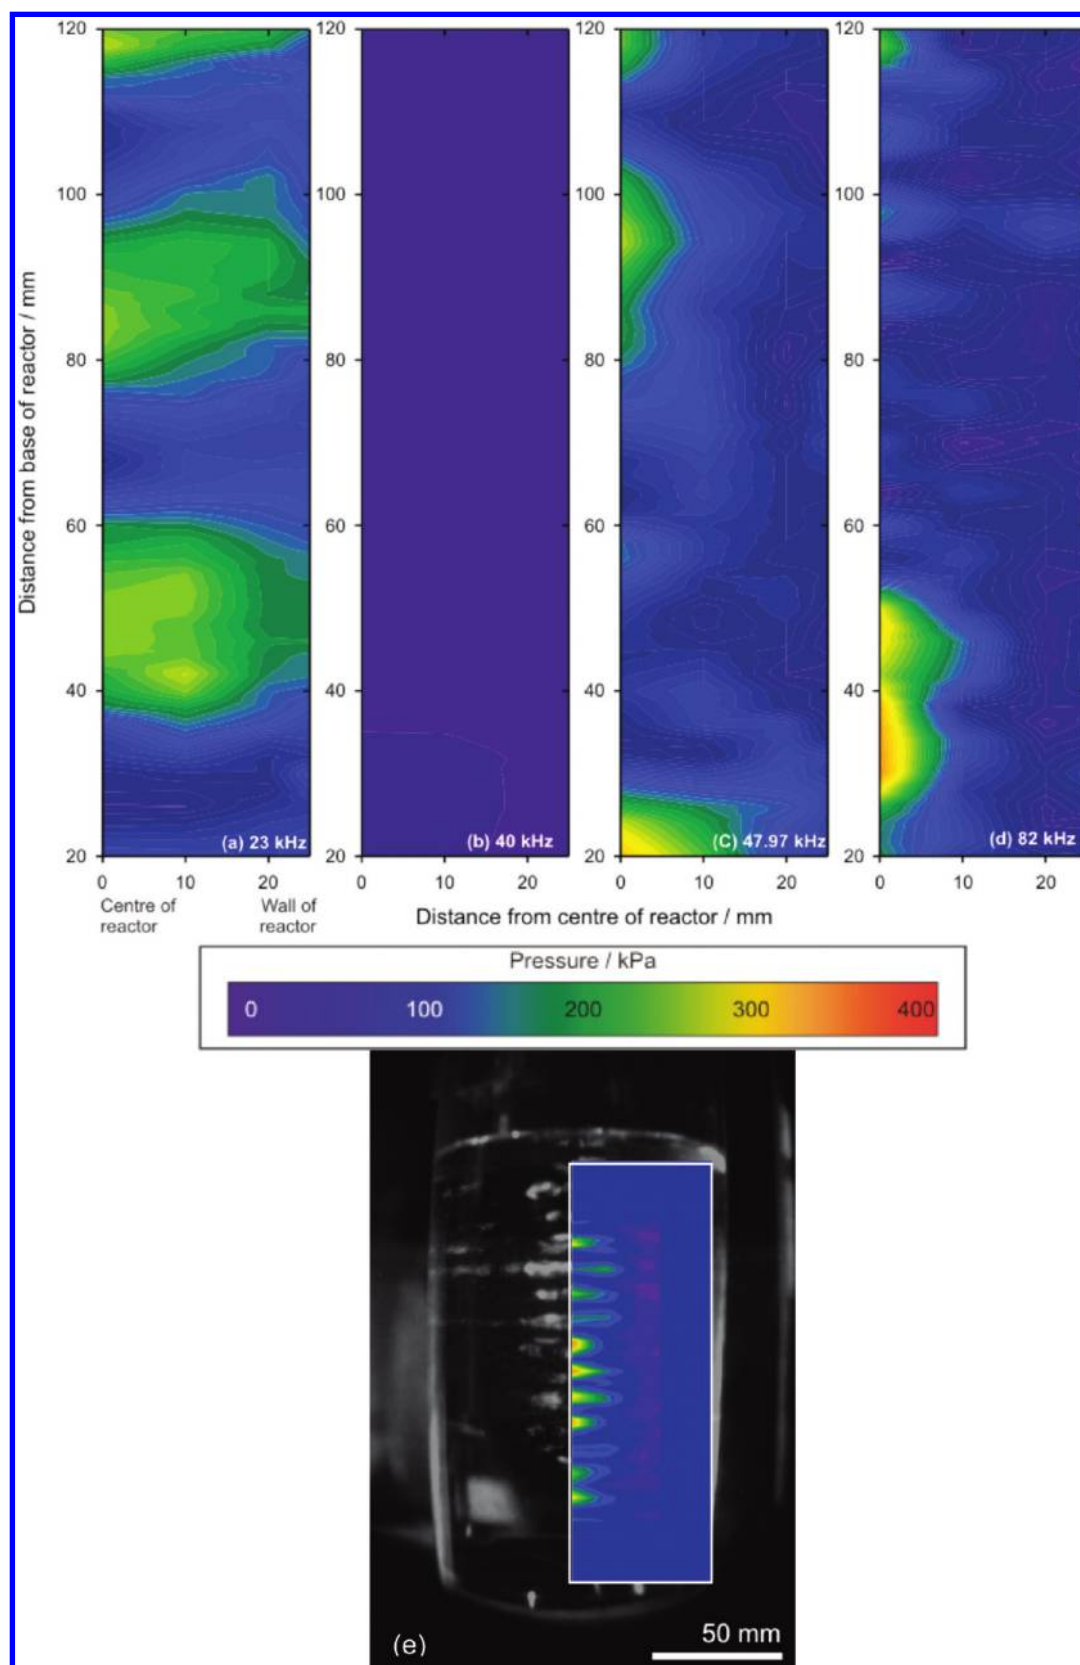 120 120 120 120
100 100 100 100
80 80 80 80
60 60 60 60
40 40 40 40
20 20 20 20
Distance from base of reactor / mm
(a) 23 kHz (b) 40 kHz (C) 47.97 kHz (d) 82 kHz
0 10 20 0 10 20 0 10 20 0 10 20
Centre of reactor
Wall of reactor
Distance from centre of reactor / mm
Pressure / kPa
0 100 200 300 400
(e) 50 mm